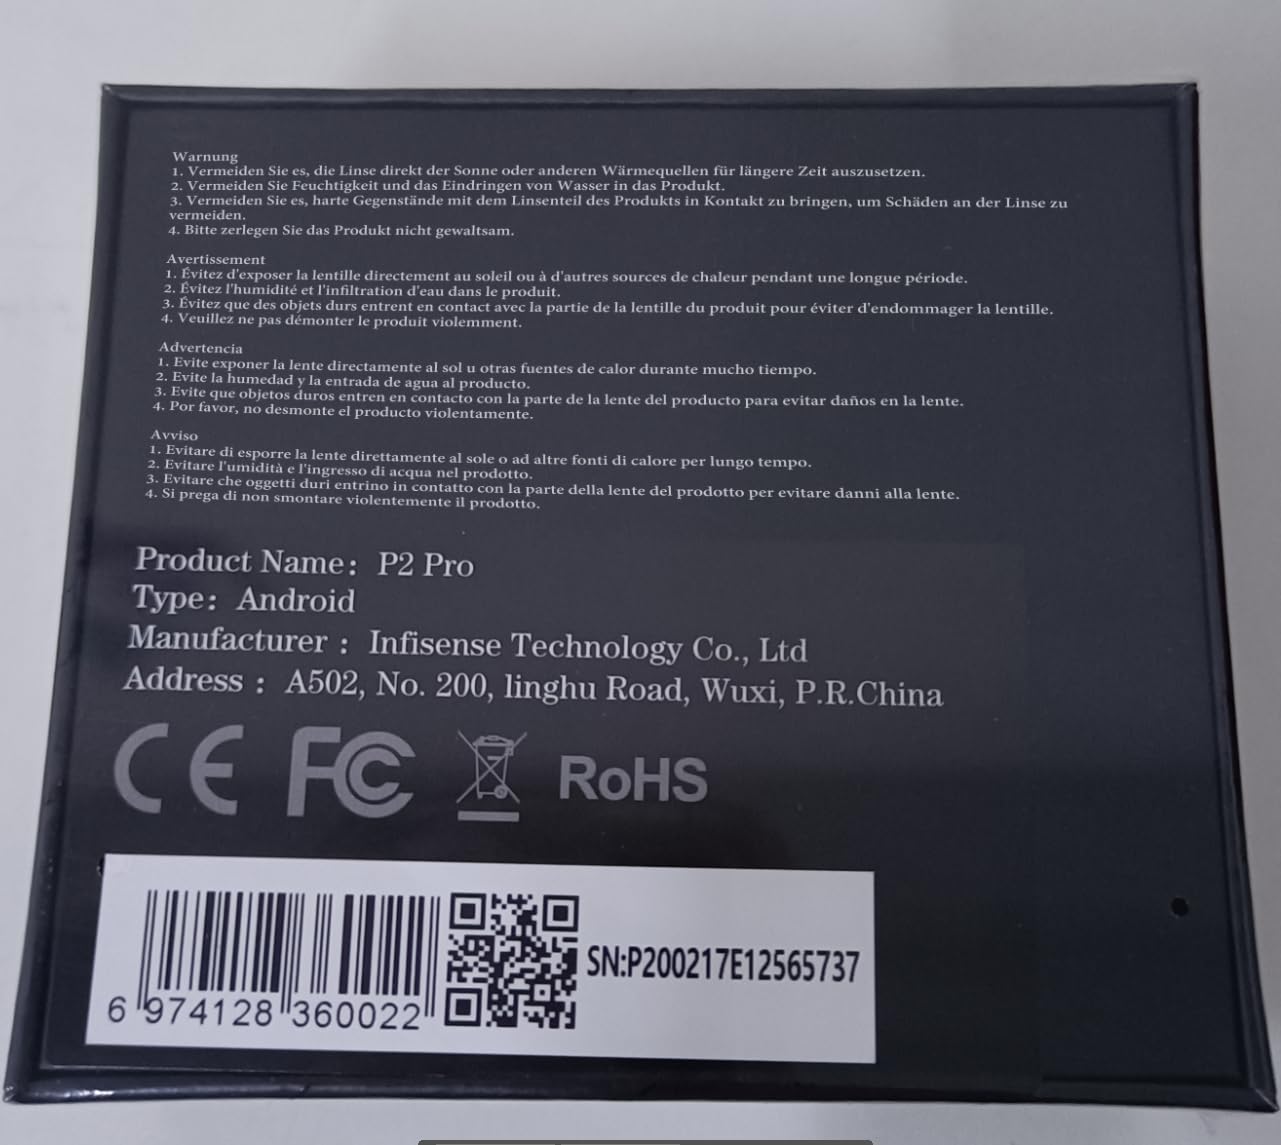 Warnung
1. Vermeiden Sie es, die Linse direkt der Sonne oder anderen Wärmequellen für längere Zeit auszusetzen.
2. Vermeiden Sie Feuchtigkeit und das Eindringen von Wasser in das Produkt.
3. Vermeiden Sie es, harte Gegenstände mit dem Linsenteil des Produkts in Kontakt zu bringen, um Schäden an der Linse zu
vermeiden.
4. Bitte zerlegen Sie das Produkt nicht gewaltsam.
Avertissement
1. Évitez d'exposer la lentille directement au soleil ou à d'autres sources de chaleur pendant une longue période.
2. Évitez l'humidité et l'infiltration d'eau dans le produit.
3. Évitez que des objets durs entrent en contact avec la partie de la lentille du produit pour éviter d'endommager la lentille.
4. Veuillez ne pas démonter le produit violemment.
Advertencia
1. Evite exponer la lente directamente al sol u otras fuentes de calor durante mucho tiempo.
2. Evite la humedad y la entrada de agua al producto.
3. Evite que objetos duros entren en contacto con la parte de la lente del producto para evitar daños en la lente.
4. Por favor, no desmonte el producto violentamente.
Avviso
1. Evitare di esporre la lente direttamente al sole o ad altre fonti di calore per lungo tempo.
2. Evitare l'umidità e l'ingresso di acqua nel prodotto.
3. Evitare che oggetti duri entrino in contatto con la parte della lente del prodotto per evitare danni alla lente.
4. Si prega di non smontare violentemente il prodotto.
Product Name: P2 Pro
Type: Android
Manufacturer : Infisense Technology Co., Ltd
Address : A502, No. 200, linghu Road, Wuxi, P.R.China
CE FC RoHS
SN:P200217E12565737
6 974128 360022